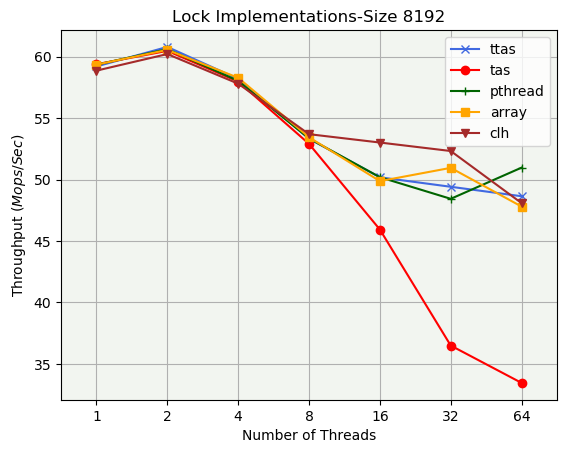 Lock Implementations-Size 8192
ttas
tas
pthread
array
clh
Throughput (Mops/Sec)
60
55
50
45
40
35
1
2
4
8
16
32
64
Number of Threads